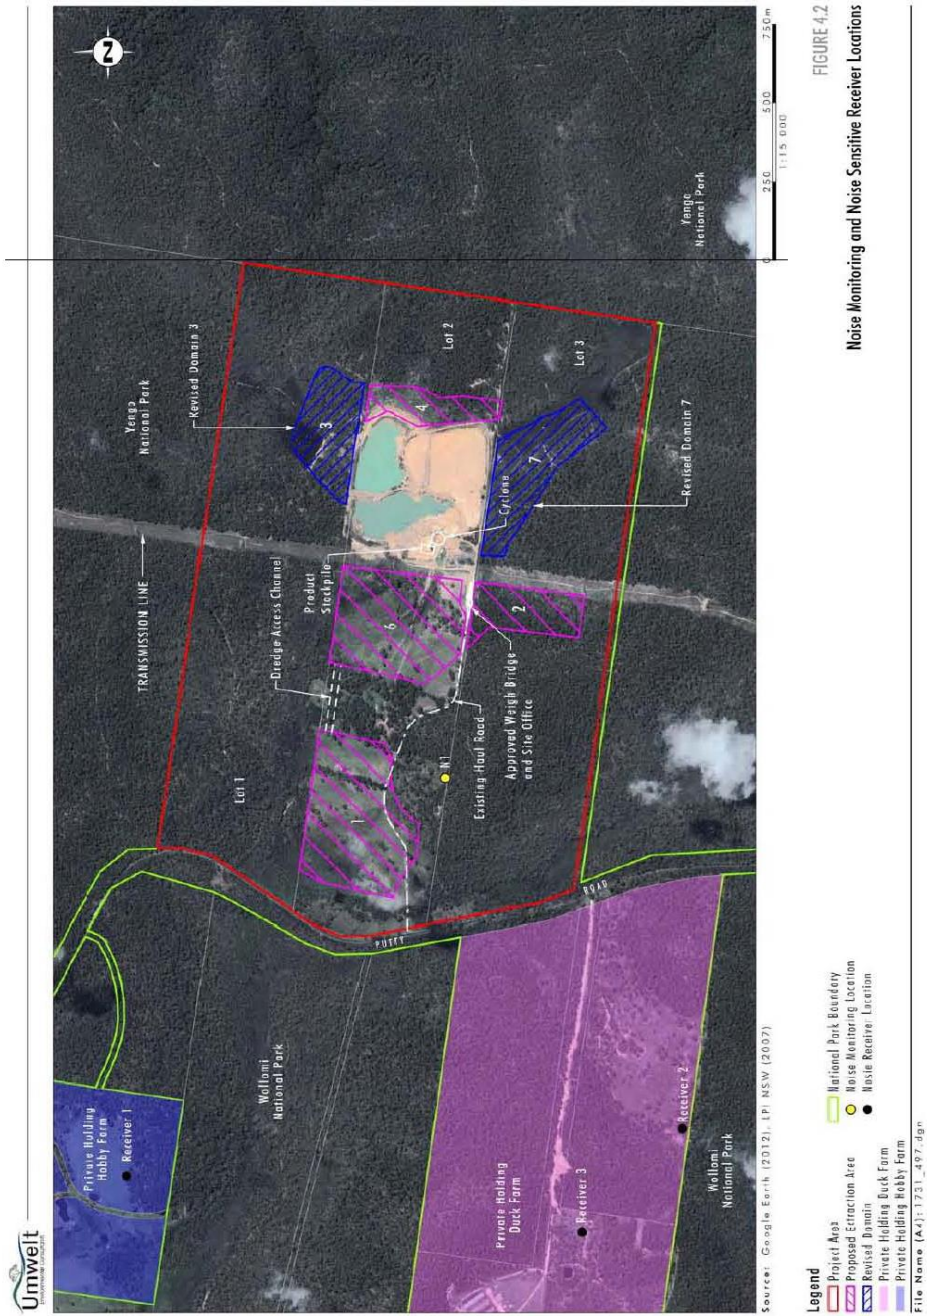 Umwelt
Environmental Consultants
N
Yengo
National Park
Revised Domain 3
TRANSMISSION LINE
Dredge Access Channel
Product
Stockpile
Lot 1
3
Lot 2
4
6
Cyclone
Lot 3
7
2
1
N1
Existing Haul Road
Approved Weigh Bridge
and Site Office
Revised Domain 7
Yengo
National Park
PUTTY
ROAD
Wollomi
National Park
Private Holding
Hobby Farm
Receiver 1
Private Holding
Duck Farm
Receiver 3
Receiver 2
Wollomi
National Park
Source: Google Earth (2012), LPI NSW (2007)
0 250 500 750m
1:15 000
Legend
Project Area
Proposed Extraction Area
Revised Domain
Private Holding Duck Farm
Private Holding Hobby Farm
National Park Boundary
Noise Monitoring Location
Nosie Receiver Location
File Name (A4): 1731_497.dgn
FIGURE 4.2
Noise Monitoring and Noise Sensitive Receiver Locations